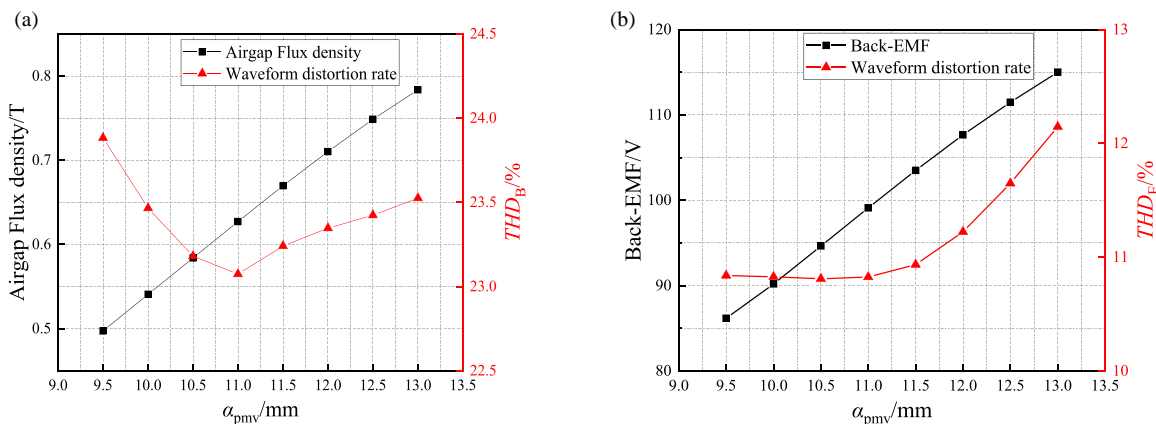 (a)
Airgap Flux density
Waveform distortion rate
Airgap Flux density/T
0.8
0.7
0.6
0.5
24.5
24.0
23.5
23.0
22.5
THD_B/%
9.0 9.5 10.0 10.5 11.0 11.5 12.0 12.5 13.0 13.5
α_pmv/mm
(b)
Back-EMF
Waveform distortion rate
Back-EMF/V
120
110
100
90
80
13
12
11
10
THD_E/%
9.0 9.5 10.0 10.5 11.0 11.5 12.0 12.5 13.0 13.5
α_pmv/mm